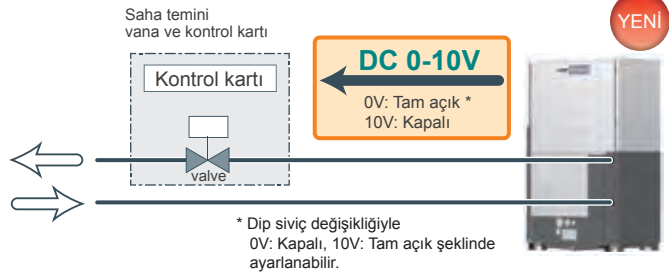 Saha temini
vana ve kontrol kartı
YENİ
Kontrol kartı
DC 0-10V
0V: Tam açık *
10V: Kapalı
valve
* Dip siviç değişikliğiyle
0V: Kapalı, 10V: Tam açık şeklinde
ayarlanabilir.